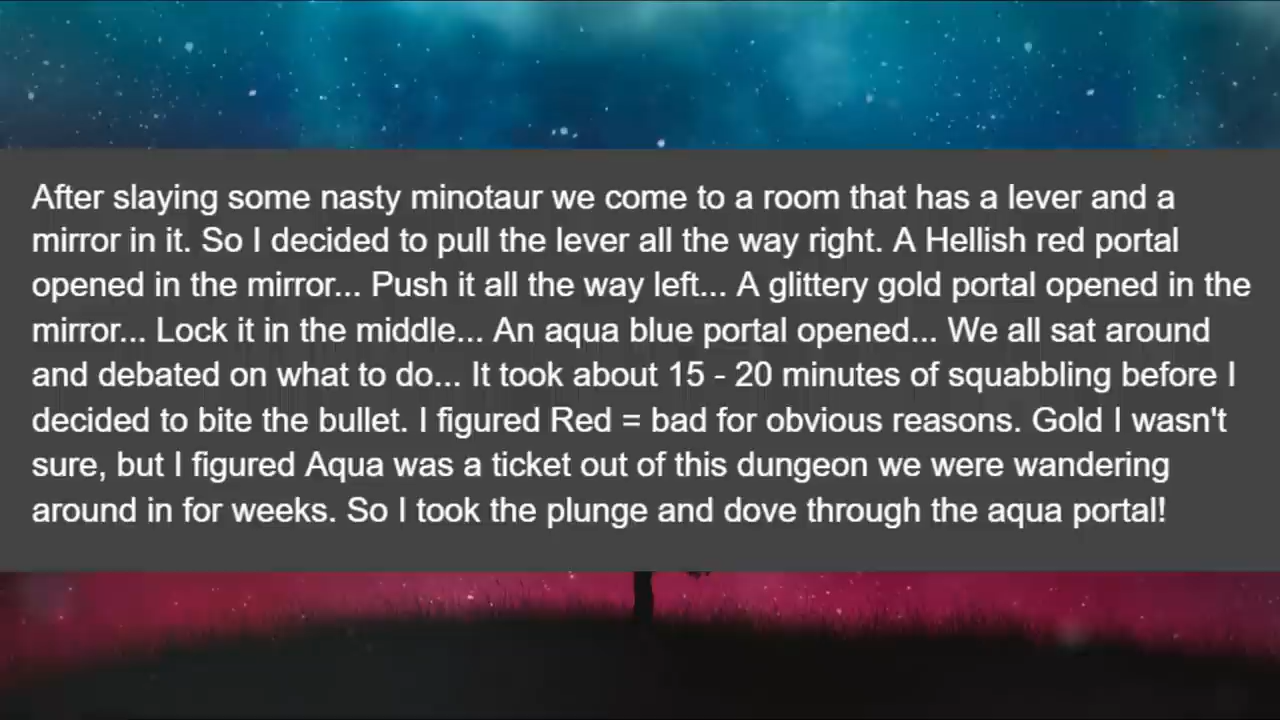 After slaying some nasty minotaur we come to a room that has a lever and a
mirror in it. So I decided to pull the lever all the way right. A Hellish red portal
opened in the mirror... Push it all the way left... A glittery gold portal opened in the
mirror... Lock it in the middle... An aqua blue portal opened... We all sat around
and debated on what to do... It took about 15 - 20 minutes of squabbling before I
decided to bite the bullet. I figured Red = bad for obvious reasons. Gold I wasn't
sure, but I figured Aqua was a ticket out of this dungeon we were wandering
around in for weeks. So I took the plunge and dove through the aqua portal!